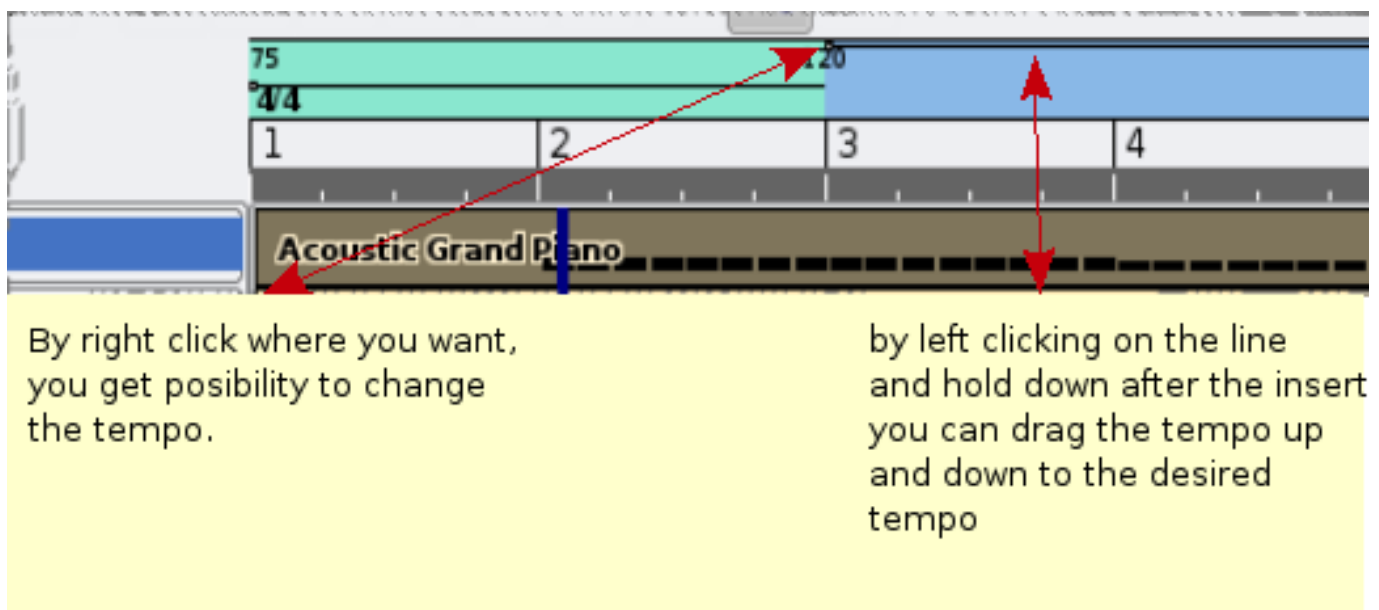 75
120
4/4
1 2 3 4
Acoustic Grand Piano
By right click where you want,
you get posibility to change
the tempo.
by left clicking on the line
and hold down after the insert
you can drag the tempo up
and down to the desired
tempo